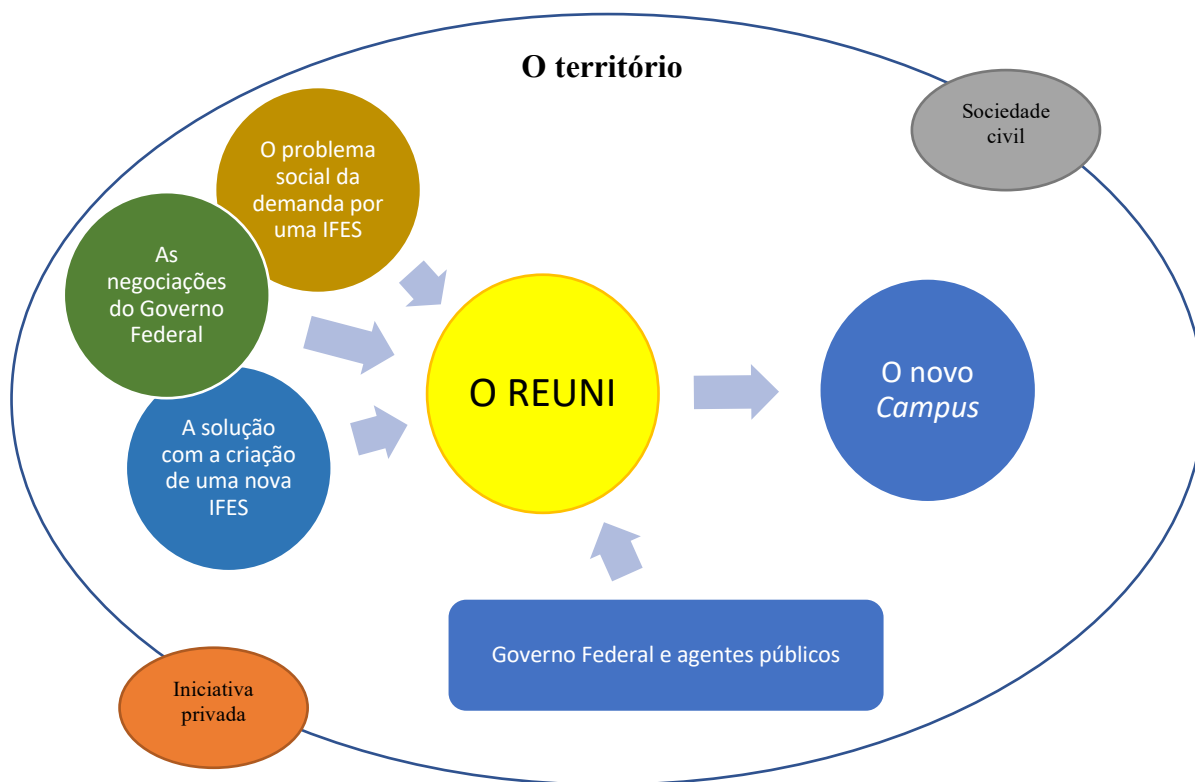 O território
Sociedade
civil
O problema
social da
demanda por
uma IFES
As
negociações
do Governo
Federal
A solução
com a criação
de uma nova
IFES
O REUNI
O novo
Campus
Governo Federal e agentes públicos
Iniciativa
privada